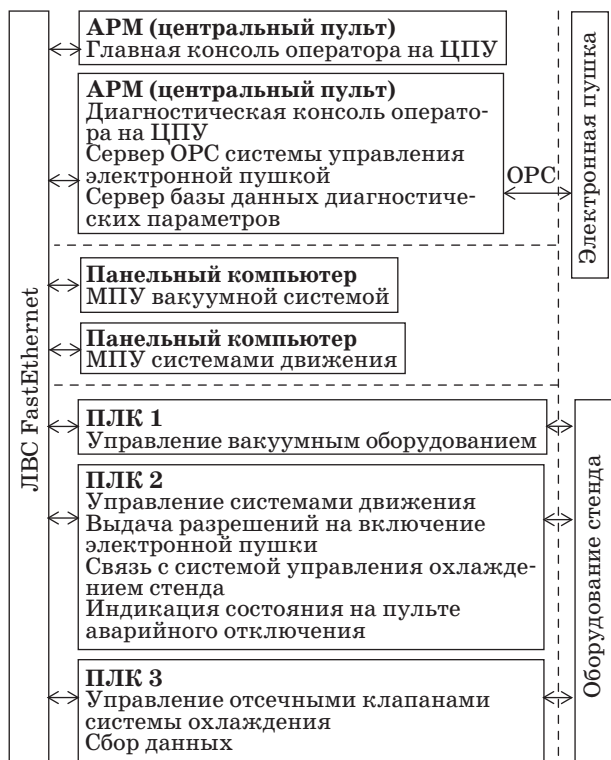 АРМ (центральный пульт)
Главная консоль оператора на ЦПУ
АРМ (центральный пульт)
Диагностическая консоль операто-
ра на ЦПУ
Сервер ОРС системы управления
электронной пушкой
Сервер базы данных диагностиче-
ских параметров
ОРС
Электронная пушка
Панельный компьютер
МПУ вакуумной системой
Панельный компьютер
МПУ системами движения
ЛВС FastEthernet
ПЛК 1
Управление вакуумным оборудованием
ПЛК 2
Управление системами движения
Выдача разрешений на включение
электронной пушки
Связь с системой управления охлажде-
нием стенда
Индикация состояния на пульте
аварийного отключения
ПЛК 3
Управление отсечными клапанами
системы охлаждения
Сбор данных
Оборудование стенда